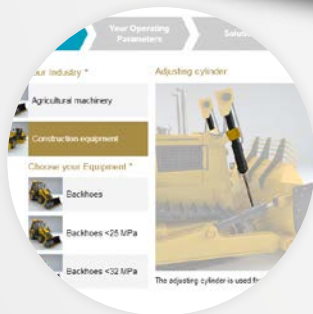 Your Operating
Parameters
Solution
our Industry *
Agricultural machinery
Construction equipment
Choose your Equipment *
Backhoes
Backhoes <25 MPa
Backhoes <32 MPa
Adjusting cylinder
The adjusting cylinder is used